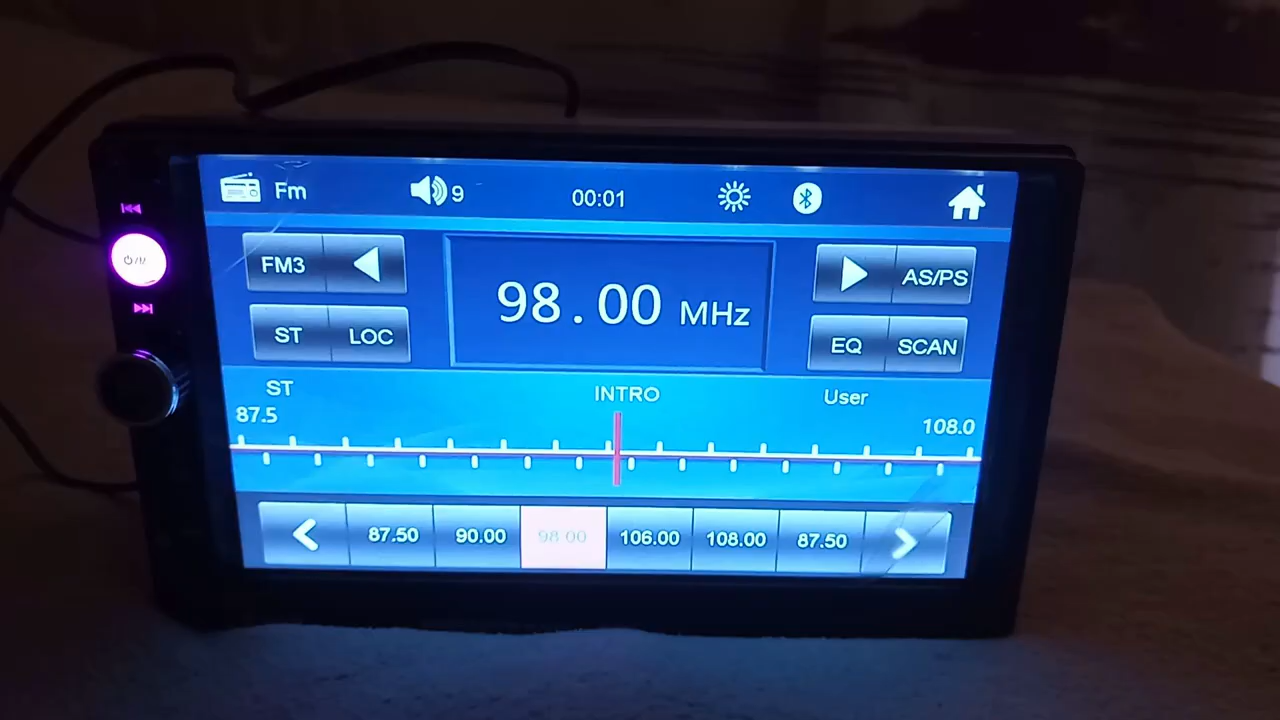 Fm 9 00:01
FM3 AS/PS
98.00 MHz
ST LOC EQ SCAN
ST INTRO User
87.5 108.0
87.50 90.00 98.00 106.00 108.00 87.50